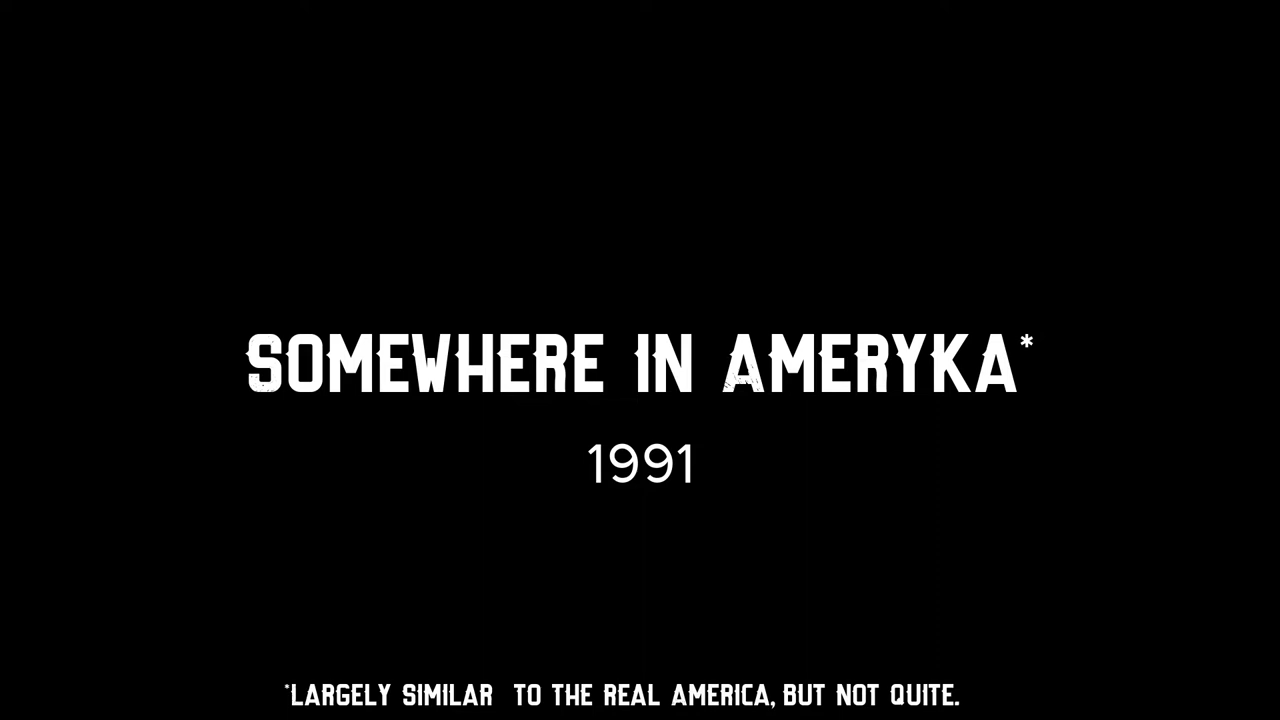 SOMEWHERE IN AMERYKA*
1991
*LARGELY SIMILAR TO THE REAL AMERICA, BUT NOT QUITE.